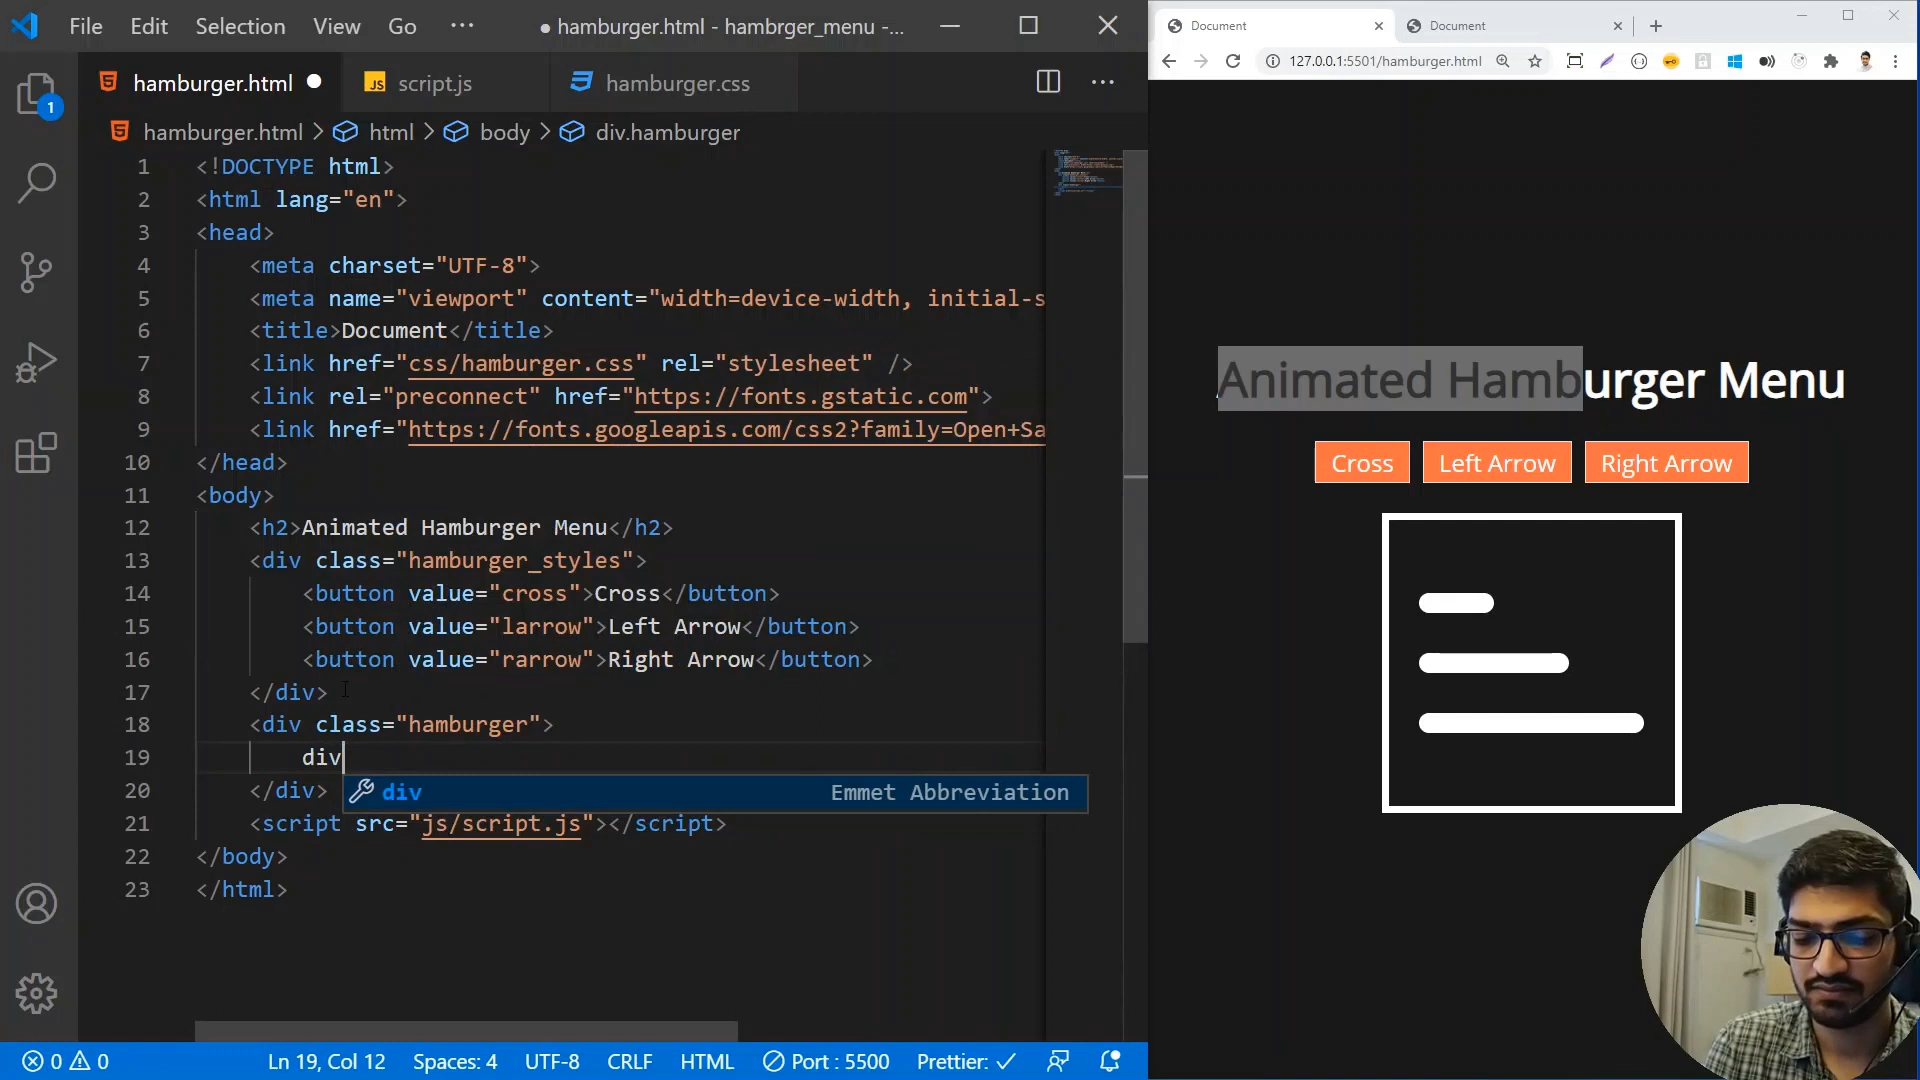 File Edit Selection View Go ··· ● hamburger.html - hambrger_menu -...
hamburger.html ● JS script.js hamburger.css ···
hamburger.html > html > body > div.hamburger
1
1 <!DOCTYPE html>
2 <html lang="en">
3 <head>
4 <meta charset="UTF-8">
5 <meta name="viewport" content="width=device-width, initial-s
6 <title>Document</title>
7 <link href="css/hamburger.css" rel="stylesheet" />
8 <link rel="preconnect" href="https://fonts.gstatic.com">
9 <link href="https://fonts.googleapis.com/css2?family=Open+Sa
10 </head>
11 <body>
12 <h2>Animated Hamburger Menu</h2>
13 <div class="hamburger_styles">
14 <button value="cross">Cross</button>
15 <button value="larrow">Left Arrow</button>
16 <button value="rarrow">Right Arrow</button>
17 </div>
18 <div class="hamburger">
19 div
div Emmet Abbreviation
20 </div>
21 <script src="js/script.js"></script>
22 </body>
23 </html>
0 0 Ln 19, Col 12 Spaces: 4 UTF-8 CRLF HTML Port : 5500 Prettier: ✓
Document Document
127.0.0.1:5501/hamburger.html
Animated Hamburger Menu
Cross Left Arrow Right Arrow